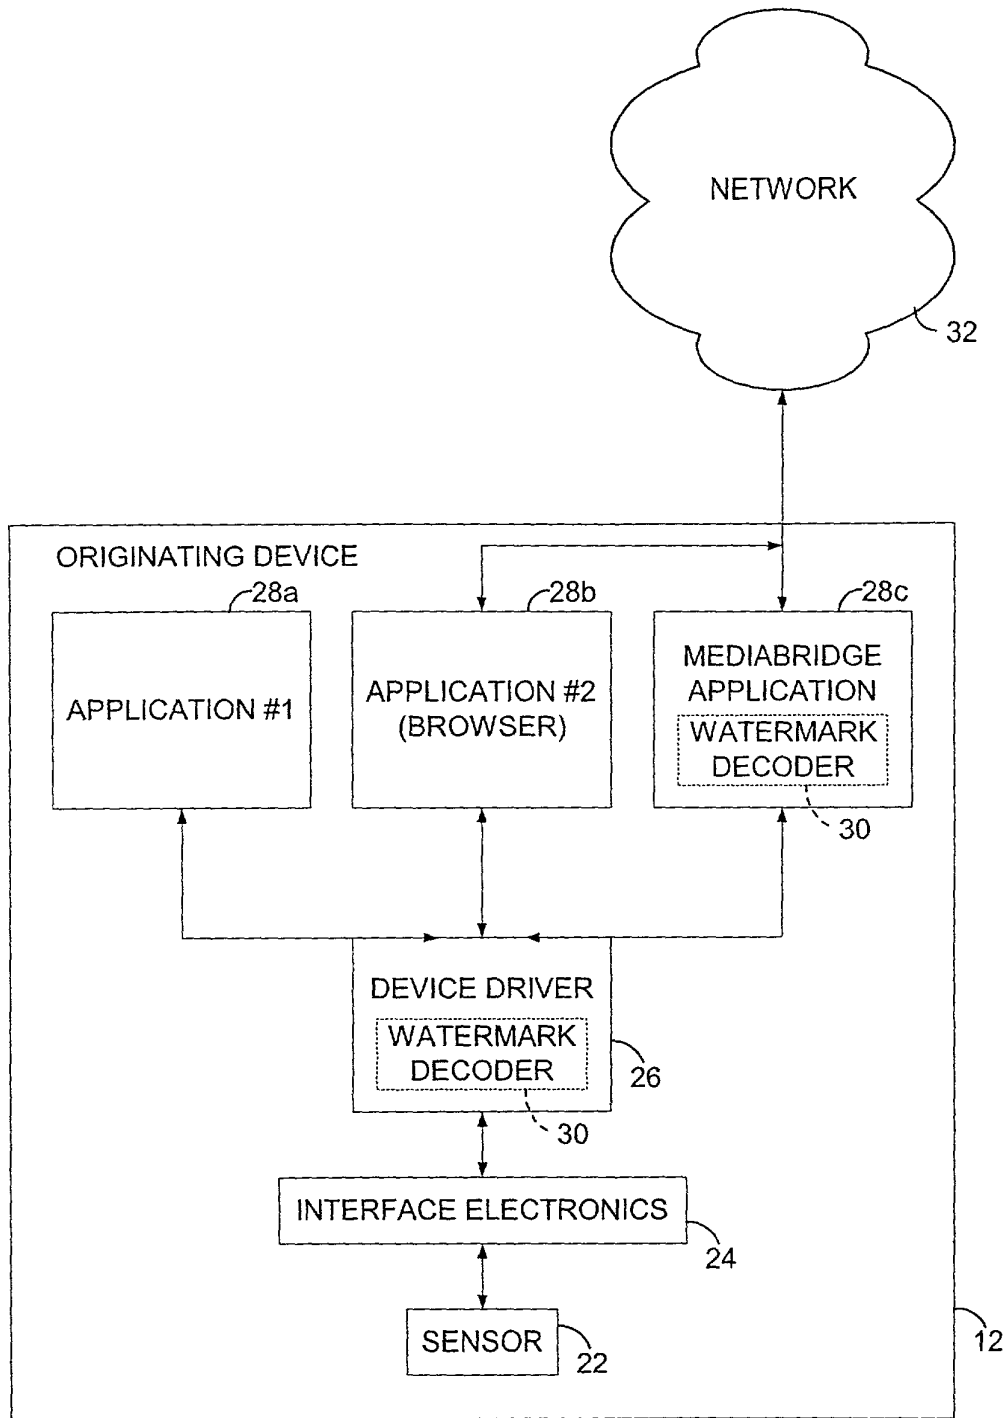 NETWORK
32
ORIGINATING DEVICE
28a
28b
28c
APPLICATION #1
APPLICATION #2
(BROWSER)
MEDIABRIDGE
APPLICATION
WATERMARK
DECODER
30
DEVICE DRIVER
WATERMARK
DECODER
26
30
INTERFACE ELECTRONICS
24
SENSOR
22
12